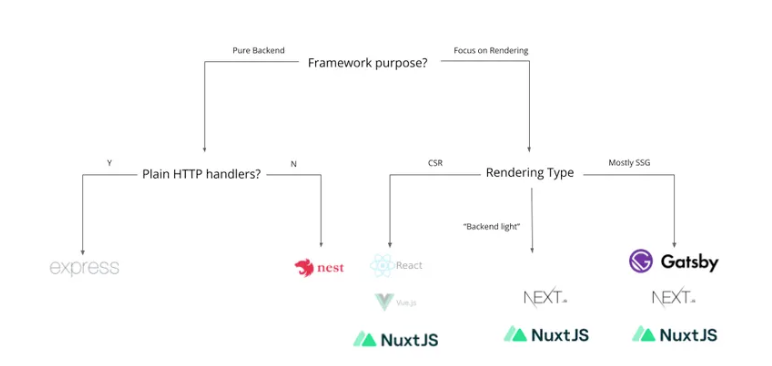 Pure Backend
Focus on Rendering
Framework purpose?
Y
N
CSR
Mostly SSG
Plain HTTP handlers?
Rendering Type
"Backend light"
express
nest
React
Gatsby
Vue.js
NEXT.JS
NEXT.JS
NuxtJS
NuxtJS
NuxtJS